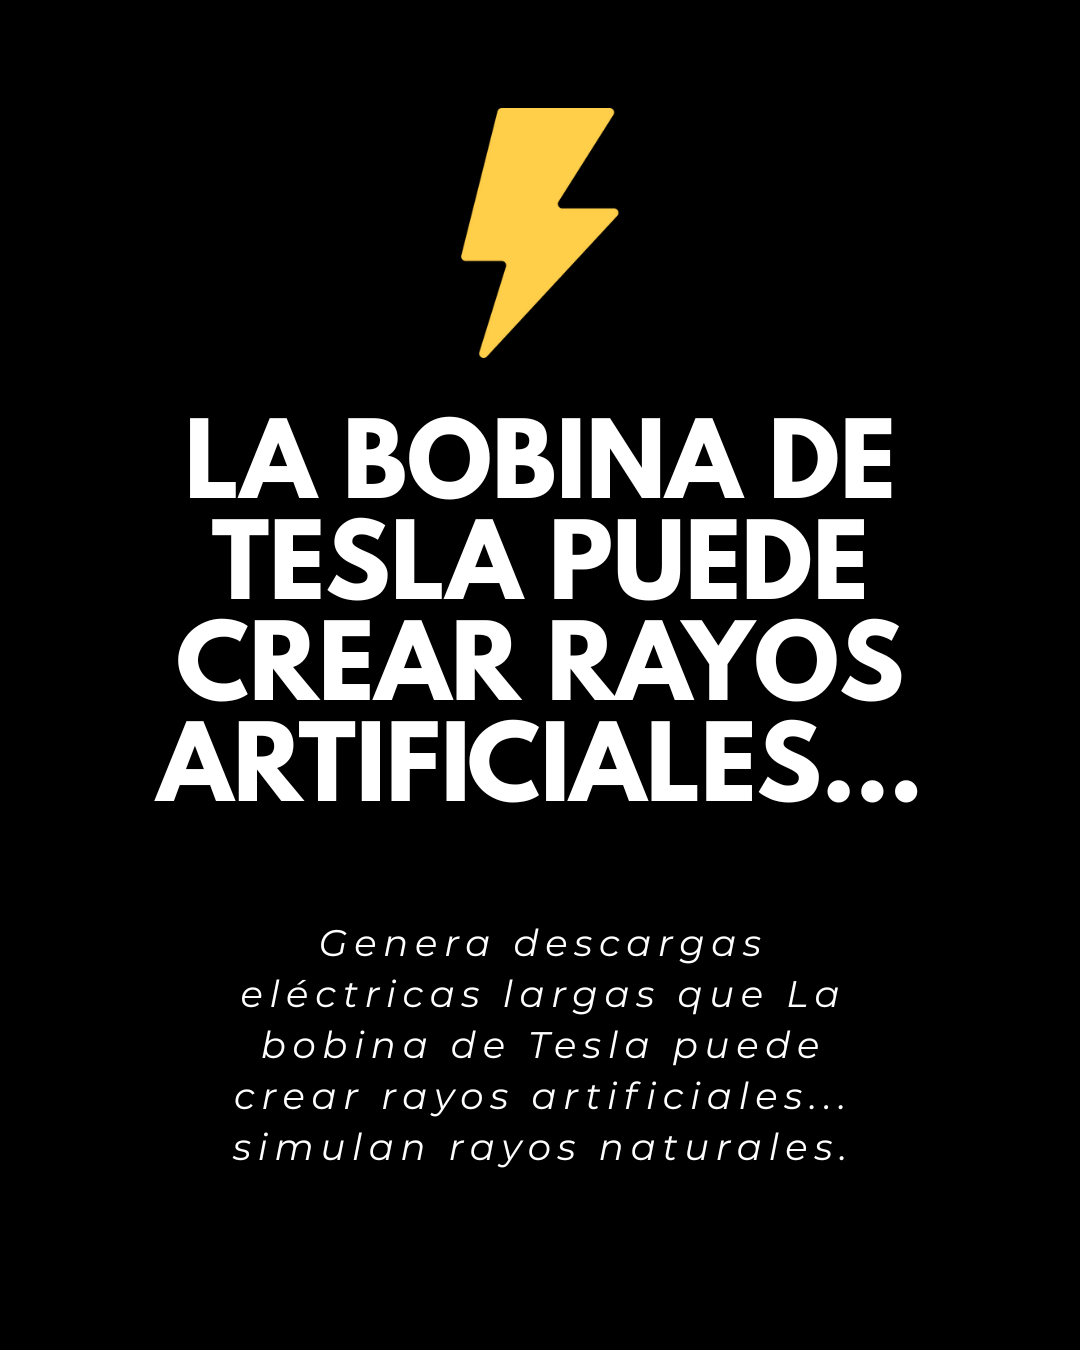 LA BOBINA DE
TESLA PUEDE
CREAR RAYOS
ARTIFICIALES...
Genera descargas
eléctricas largas que La
bobina de Tesla puede
crear rayos artificiales...
simulan rayos naturales.